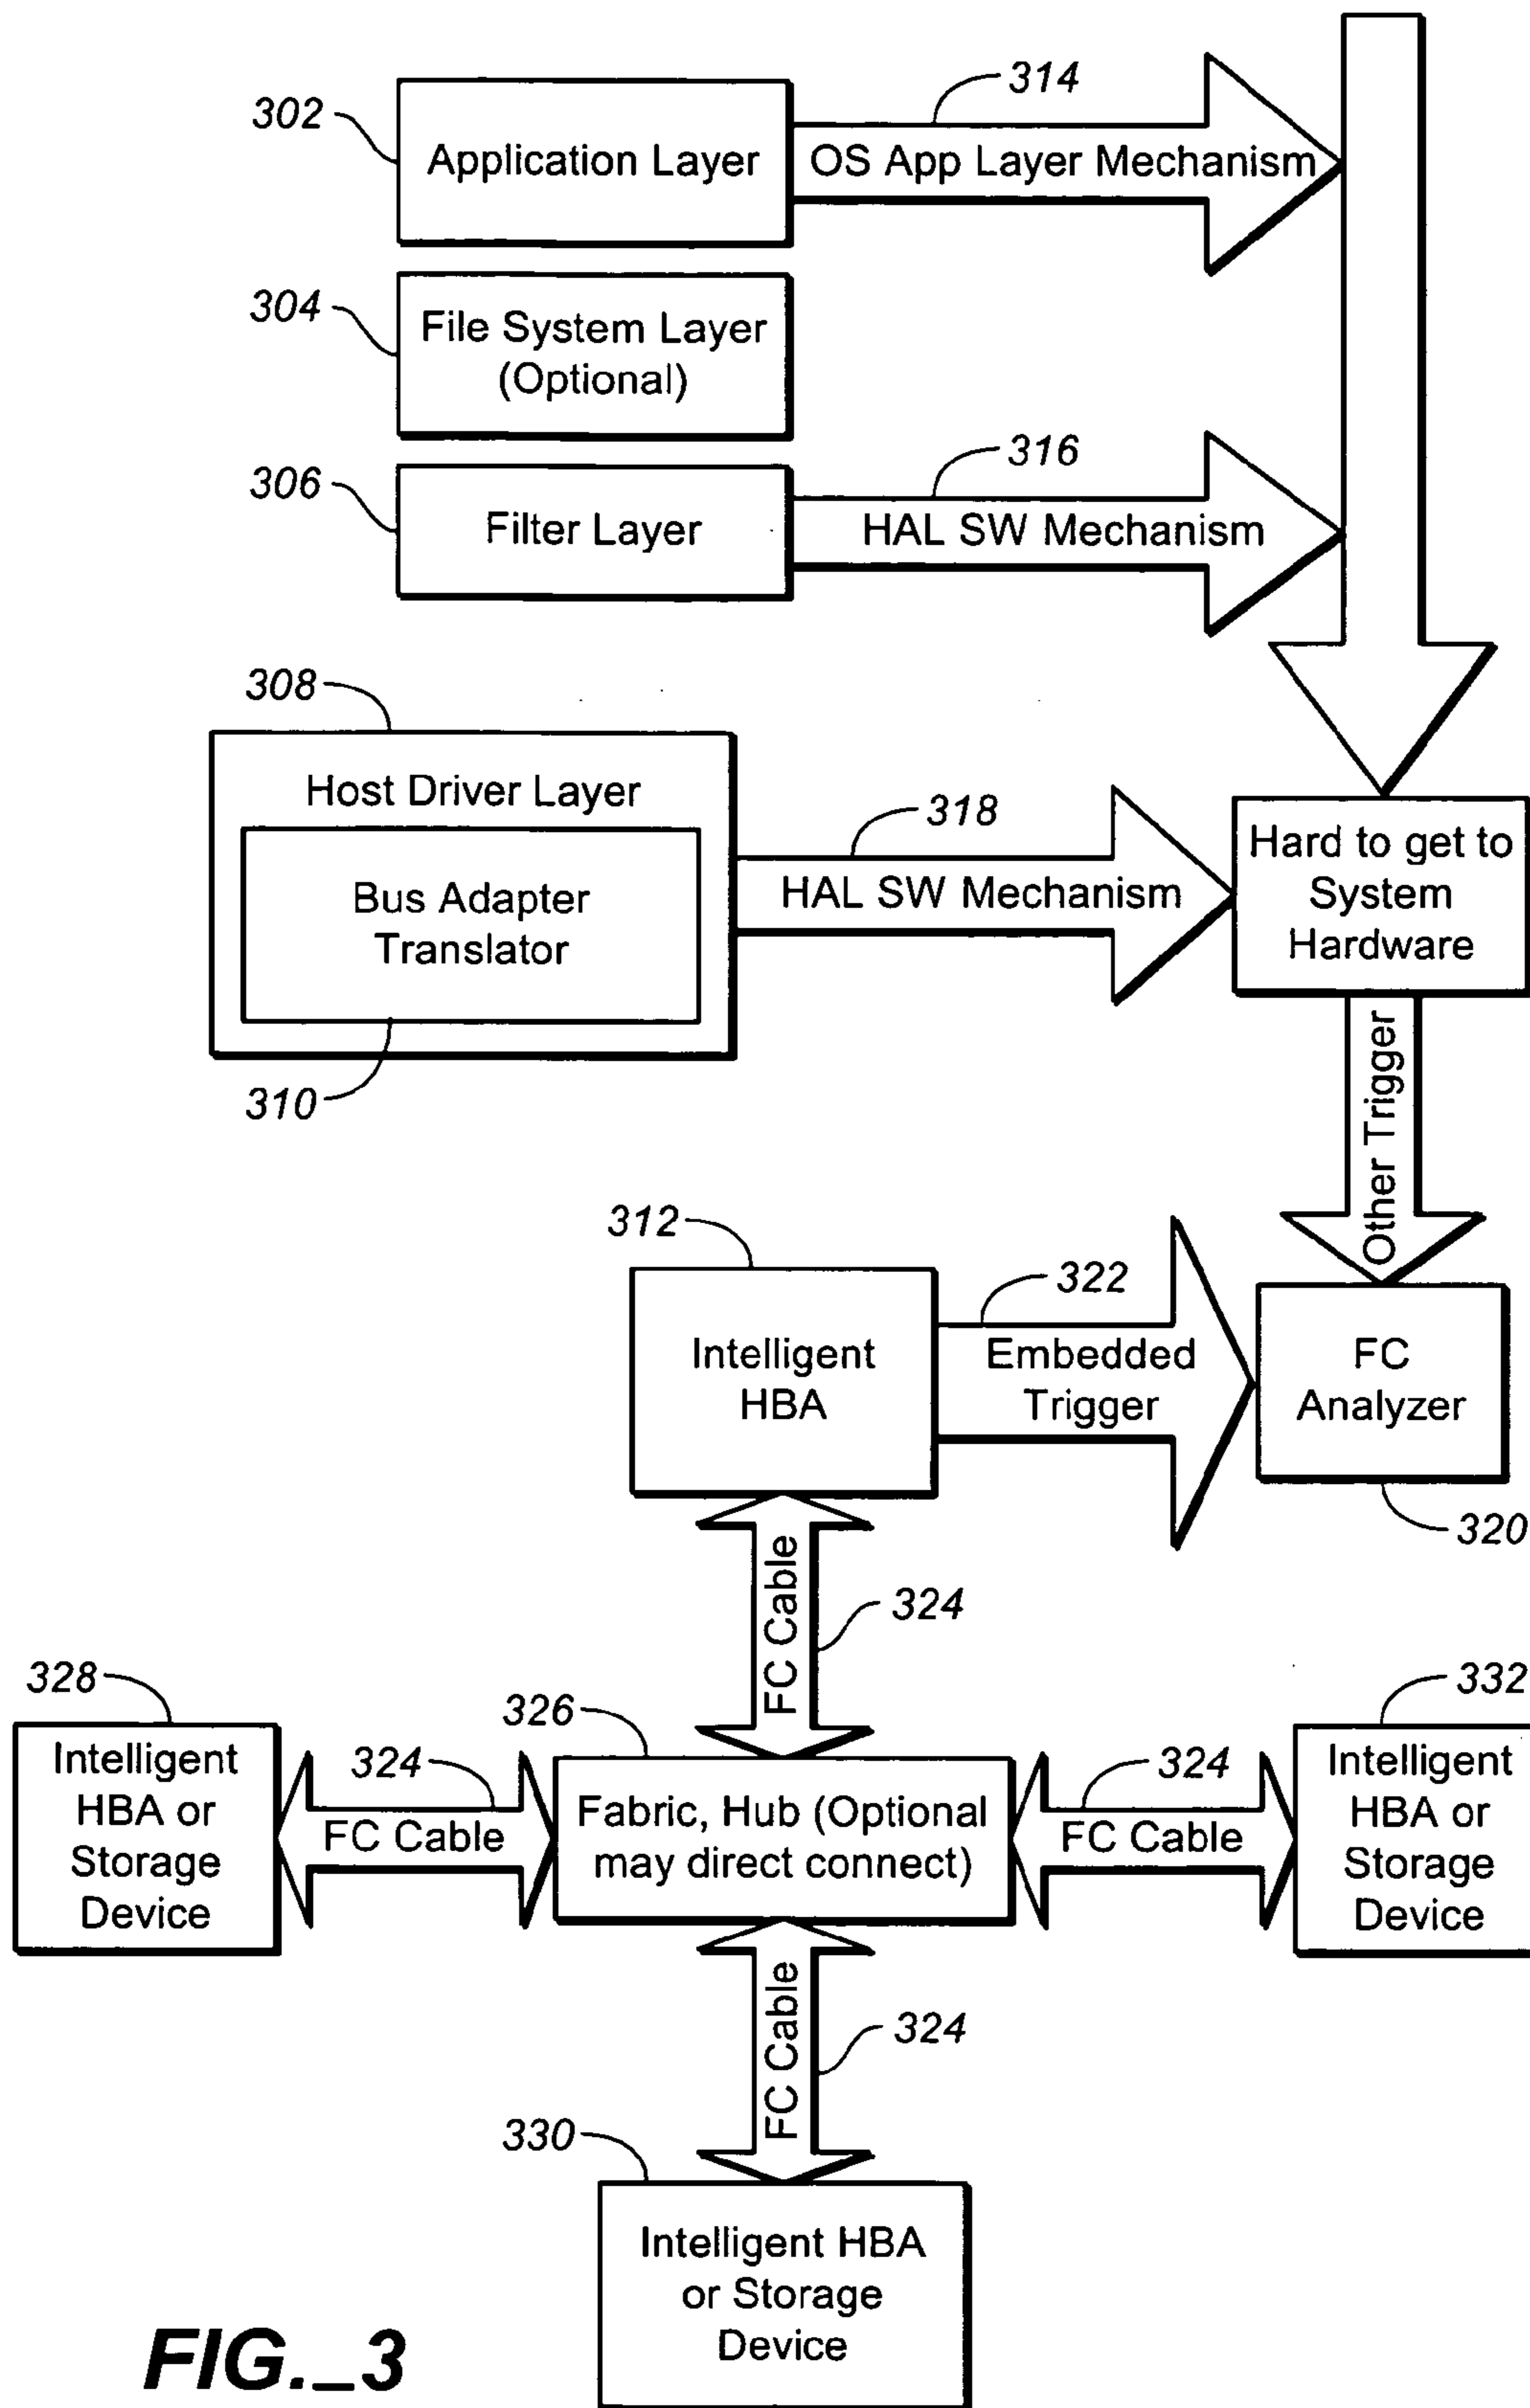 314
302
Application Layer
OS App Layer Mechanism
304
File System Layer
(Optional)
316
306
Filter Layer
HAL SW Mechanism
308
Host Driver Layer
318
Bus Adapter
Translator
HAL SW Mechanism
Hard to get to
System
Hardware
310
Other Trigger
312
322
Intelligent
HBA
Embedded
Trigger
FC
Analyzer
320
FC Cable
324
328
326
332
Intelligent
HBA or
Storage
Device
324
FC Cable
Fabric, Hub (Optional
may direct connect)
324
FC Cable
Intelligent
HBA or
Storage
Device
FC Cable
324
330
Intelligent HBA
or Storage
Device
FIG._3